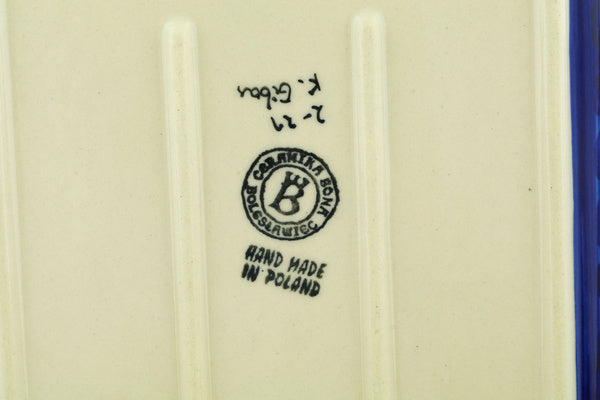 K. Gibas
2-21
CERAMIKA BONA
BOLESŁAWIEC
B
HAND MADE
IN POLAND